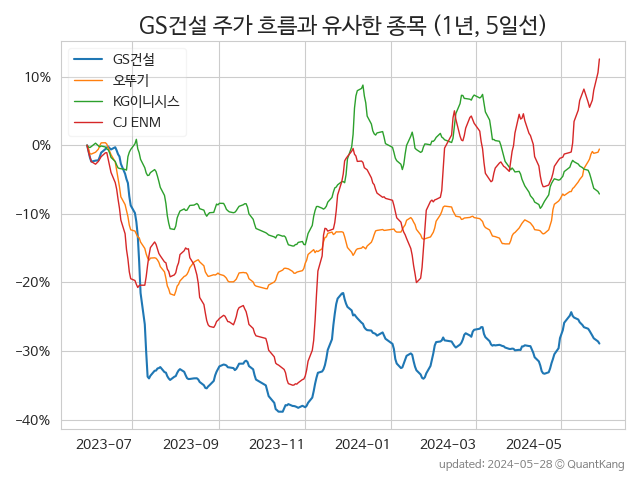 GS건설 주가 흐름과 유사한 종목 (1년, 5일선)
GS건설
오뚜기
KG이니시스
CJ ENM
10%
0%
−10%
−20%
−30%
−40%
2023-07
2023-09
2023-11
2024-01
2024-03
2024-05
updated: 2024-05-28 ⓒ QuantKang